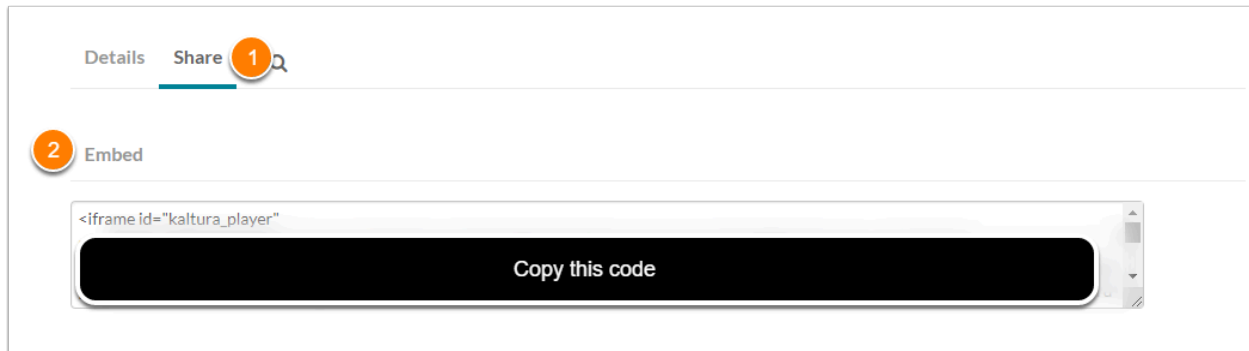 Details Share 1
2 Embed
<iframe id="kaltura_player"
Copy this code